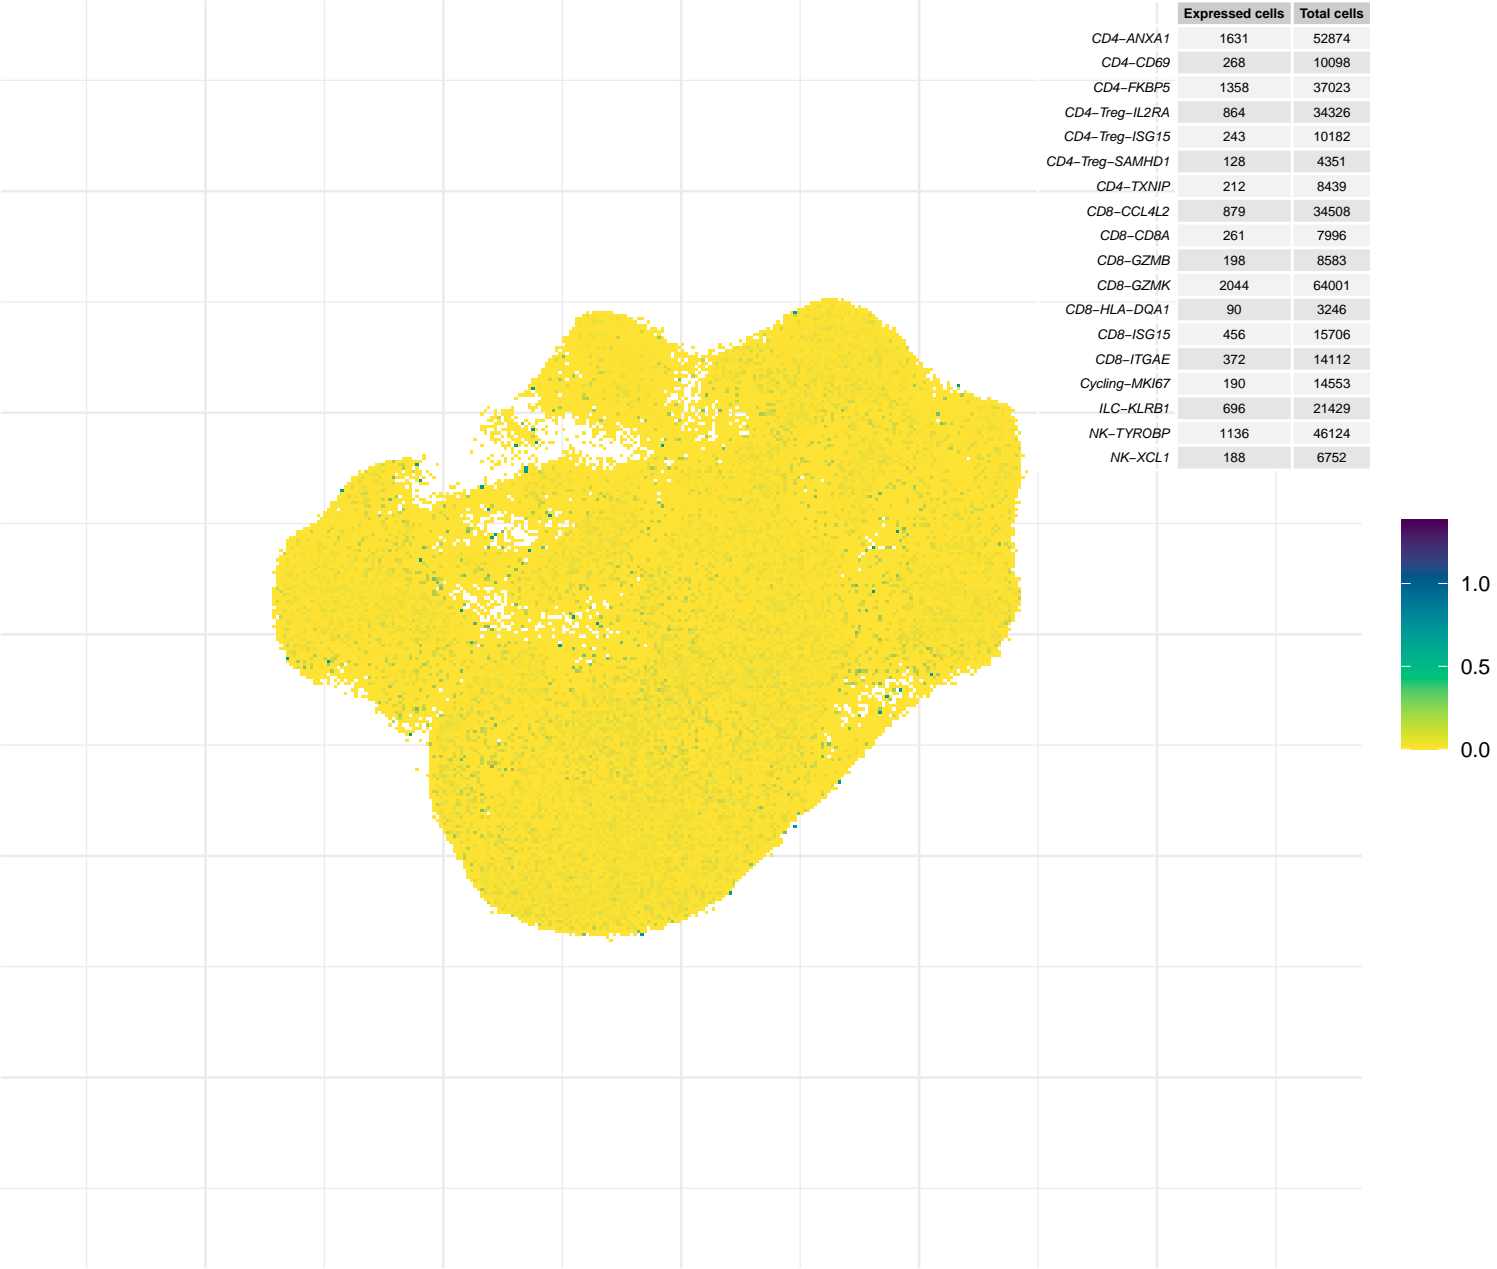 Expressed cells Total cells
CD4−ANXA1 1631 52874
CD4−CD69 268 10098
CD4−FKBP5 1358 37023
CD4−Treg−IL2RA 864 34326
CD4−Treg−ISG15 243 10182
CD4−Treg−SAMHD1 128 4351
CD4−TXNIP 212 8439
CD8−CCL4L2 879 34508
CD8−CD8A 261 7996
CD8−GZMB 198 8583
CD8−GZMK 2044 64001
CD8−HLA−DQA1 90 3246
CD8−ISG15 456 15706
CD8−ITGAE 372 14112
Cycling−MKI67 190 14553
ILC−KLRB1 696 21429
NK−TYROBP 1136 46124
NK−XCL1 188 6752
1.0
0.5
0.0